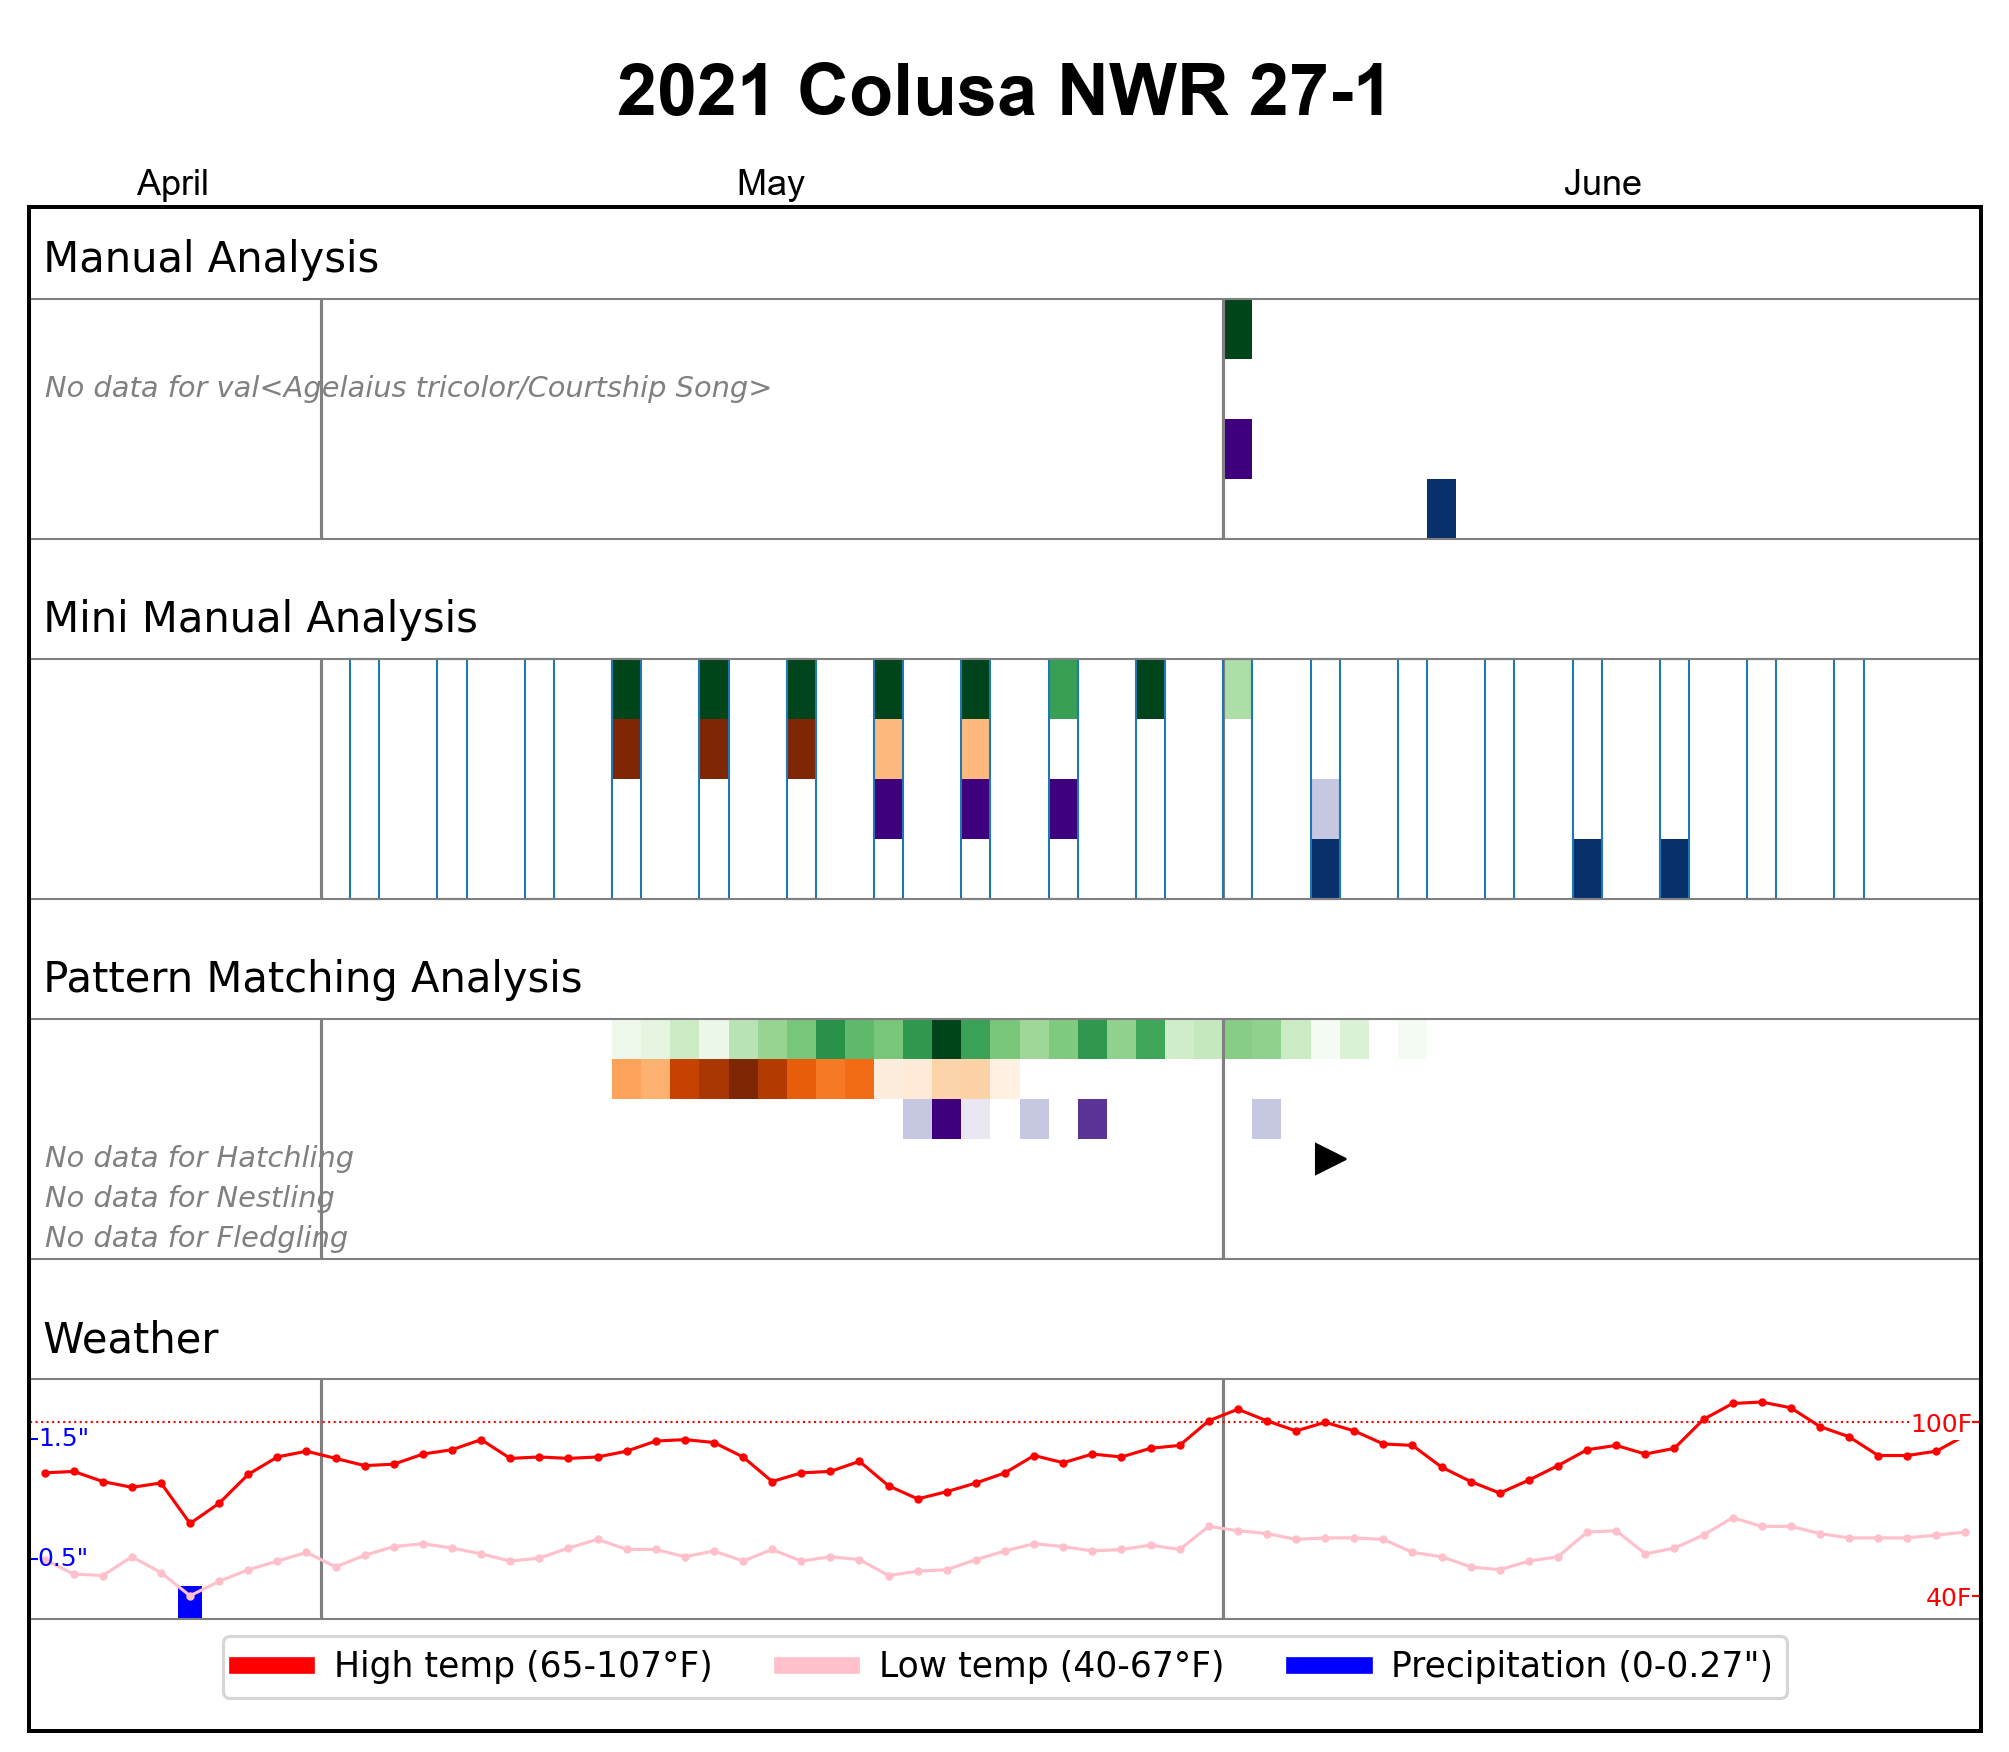 2021 Colusa NWR 27-1
April May June
Manual Analysis
No data for val<Agelaius tricolor/Courtship Song>
Mini Manual Analysis
Pattern Matching Analysis
No data for Hatchling
No data for Nestling
No data for Fledgling
Weather
1.5" 100F
0.5" 40F
High temp (65-107°F) Low temp (40-67°F) Precipitation (0-0.27")